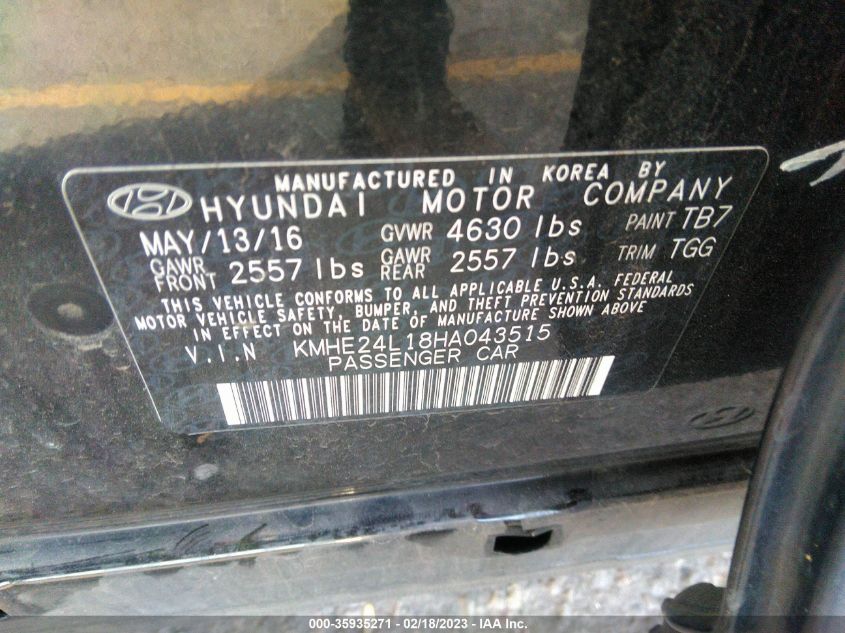 MANUFACTURED IN KOREA BY
HYUNDAI MOTOR COMPANY
MAY/13/16 GVWR 4630 lbs PAINT TB7
GAWR FRONT 2557 lbs GAWR REAR 2557 lbs TRIM TGG
THIS VEHICLE CONFORMS TO ALL APPLICABLE U.S.A. FEDERAL
MOTOR VEHICLE SAFETY, BUMPER, AND THEFT PREVENTION STANDARDS
IN EFFECT ON THE DATE OF MANUFACTURE SHOWN ABOVE
V.I.N KMHE24L18HA043515
PASSENGER CAR
000-35935271 - 02/18/2023 - IAA Inc.